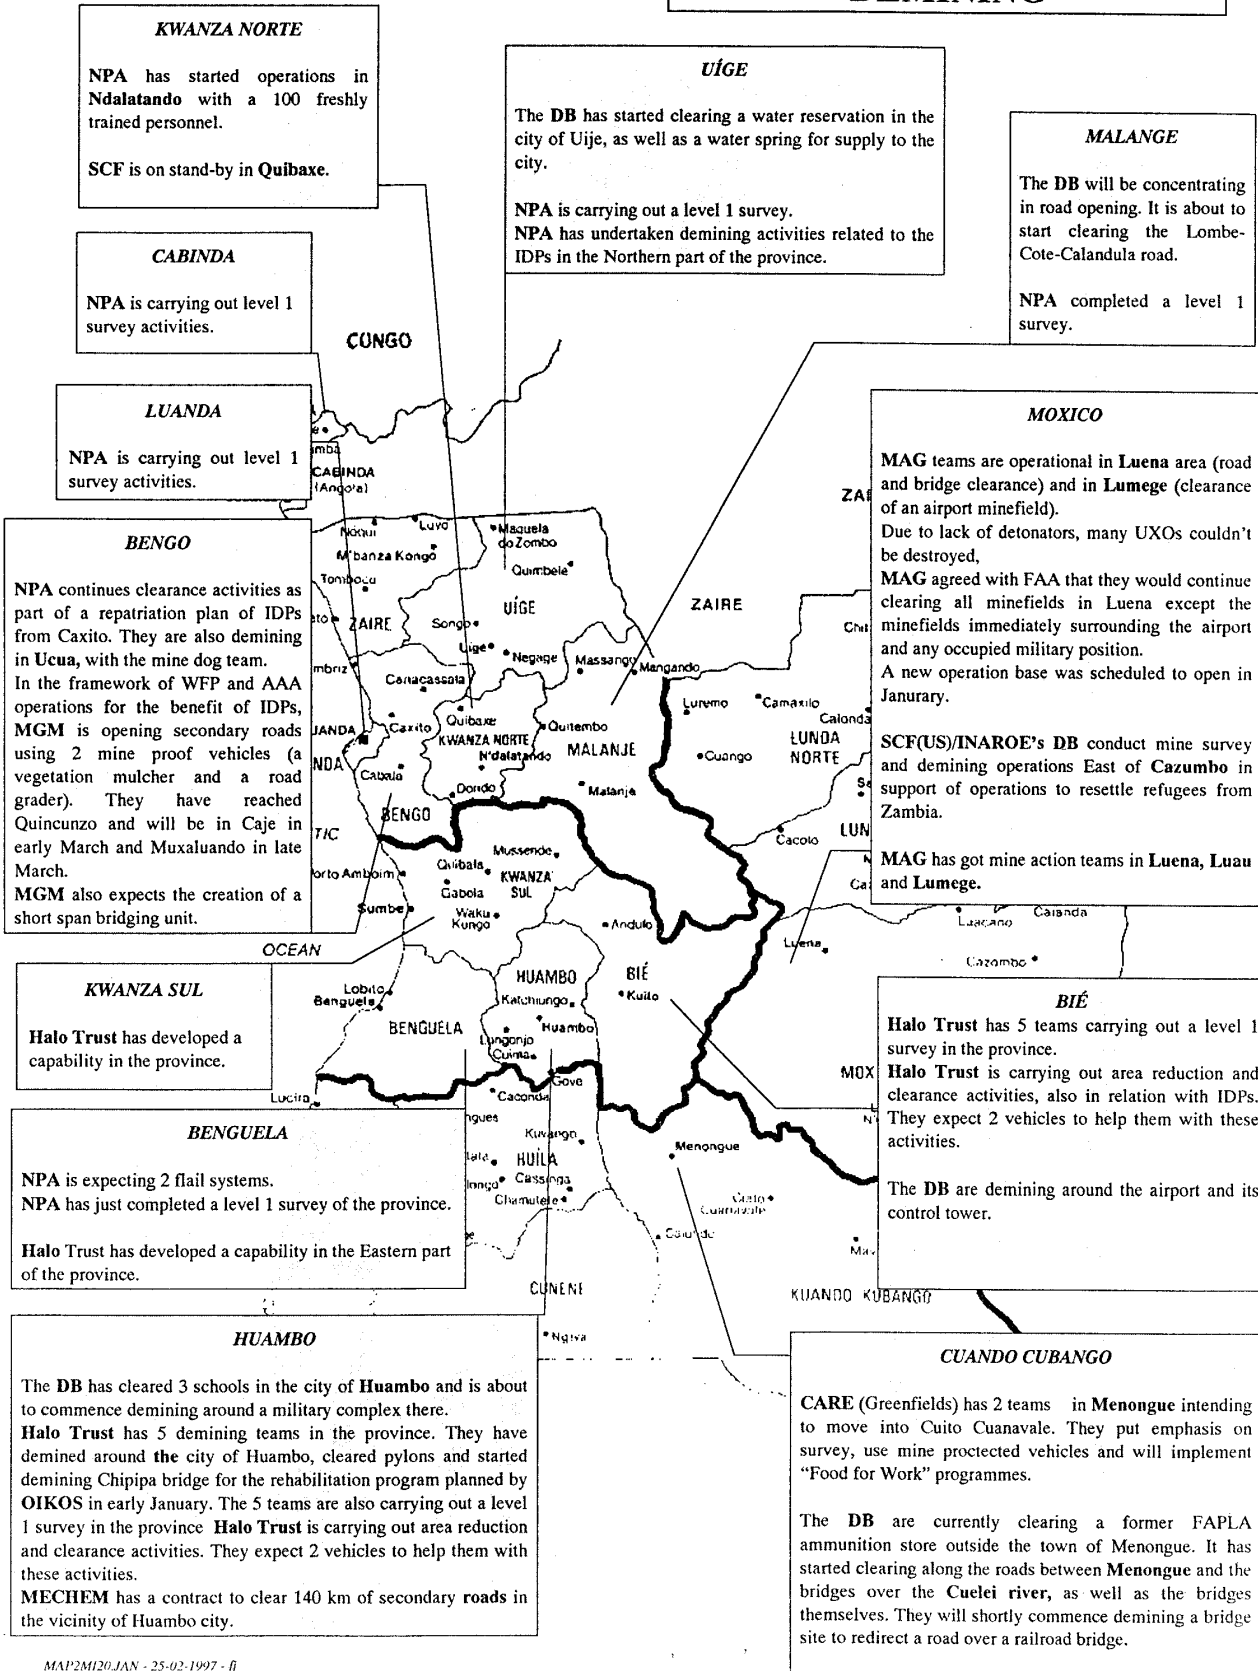 DEMINING
KWANZA NORTE
NPA has started operations in
Ndalatando with a 100 freshly
trained personnel.
SCF is on stand-by in Quibaxe.
UÍGE
The DB has started clearing a water reservation in the
city of Uije, as well as a water spring for supply to the
city.
NPA is carrying out a level 1 survey.
NPA has undertaken demining activities related to the
IDPs in the Northern part of the province.
MALANGE
The DB will be concentrating
in road opening. It is about to
start clearing the Lombe-
Cote-Calandula road.
NPA completed a level 1
survey.
CABINDA
NPA is carrying out level 1
survey activities.
LUANDA
NPA is carrying out level 1
survey activities.
BENGO
NPA continues clearance activities as
part of a repatriation plan of IDPs
from Caxito. They are also demining
in Ucua, with the mine dog team.
In the framework of WFP and AAA
operations for the benefit of IDPs,
MGM is opening secondary roads
using 2 mine proof vehicles (a
vegetation mulcher and a road
grader). They have reached
Quincunzo and will be in Caje in
early March and Muxaluando in late
March.
MGM also expects the creation of a
short span bridging unit.
MOXICO
MAG teams are operational in Luena area (road
and bridge clearance) and in Lumege (clearance
of an airport minefield).
Due to lack of detonators, many UXOs couldn't
be destroyed,
MAG agreed with FAA that they would continue
clearing all minefields in Luena except the
minefields immediately surrounding the airport
and any occupied military position.
A new operation base was scheduled to open in
Janurary.
SCF(US)/INAROE's DB conduct mine survey
and demining operations East of Cazumbo in
support of operations to resettle refugees from
Zambia.
MAG has got mine action teams in Luena, Luau
and Lumege.
CONGO
CABINDA
(Angola)
Nóqui
Luvo
Maquela
do Zombo
M'banza Kongo
Quimbele
Tomboco
UÍGE
ZAIRE
ZAIRE
Songo
Uige
Negage
Massango
Mangando
Canacassala
Quibaxe
Quitembo
Luremo
Camaxilo
Calonda
Caxito
KWANZA NORTE
N'dalatando
MALANJE
LUNDA
NORTE
Cuango
Cabala
Dondo
Malanje
BENGO
Cacolo
Mussende
Quibala
KWANZA
SUL
Porto Amboim
Gabela
Sumbe
Waku
Kungo
Andulo
Luacano
Caianda
Luena
Cazombo
OCEAN
HUAMBO
BIÉ
Kuito
Lobito
Benguela
Katchiungo
BENGUELA
Huambo
Longonjo
Cuima
Gove
Lucira
Caconda
Kuvango
HUÍLA
Cassinga
Chamutete
Menongue
Cuito
Cuanavale
Caiundo
CUNENE
KUANDO KUBANGO
Ngiva
KWANZA SUL
Halo Trust has developed a
capability in the province.
BIÉ
Halo Trust has 5 teams carrying out a level 1
survey in the province.
Halo Trust is carrying out area reduction and
clearance activities, also in relation with IDPs.
They expect 2 vehicles to help them with these
activities.
The DB are demining around the airport and its
control tower.
BENGUELA
NPA is expecting 2 flail systems.
NPA has just completed a level 1 survey of the province.
Halo Trust has developed a capability in the Eastern part
of the province.
HUAMBO
The DB has cleared 3 schools in the city of Huambo and is about
to commence demining around a military complex there.
Halo Trust has 5 demining teams in the province. They have
demined around the city of Huambo, cleared pylons and started
demining Chipipa bridge for the rehabilitation program planned by
OIKOS in early January. The 5 teams are also carrying out a level
1 survey in the province Halo Trust is carrying out area reduction
and clearance activities. They expect 2 vehicles to help them with
these activities.
MECHEM has a contract to clear 140 km of secondary roads in
the vicinity of Huambo city.
CUANDO CUBANGO
CARE (Greenfields) has 2 teams in Menongue intending
to move into Cuito Cuanavale. They put emphasis on
survey, use mine proctected vehicles and will implement
"Food for Work" programmes.
The DB are currently clearing a former FAPLA
ammunition store outside the town of Menongue. It has
started clearing along the roads between Menongue and the
bridges over the Cuelei river, as well as the bridges
themselves. They will shortly commence demining a bridge
site to redirect a road over a railroad bridge.
MAP2MI20.JAN - 25-02-1997 - fj